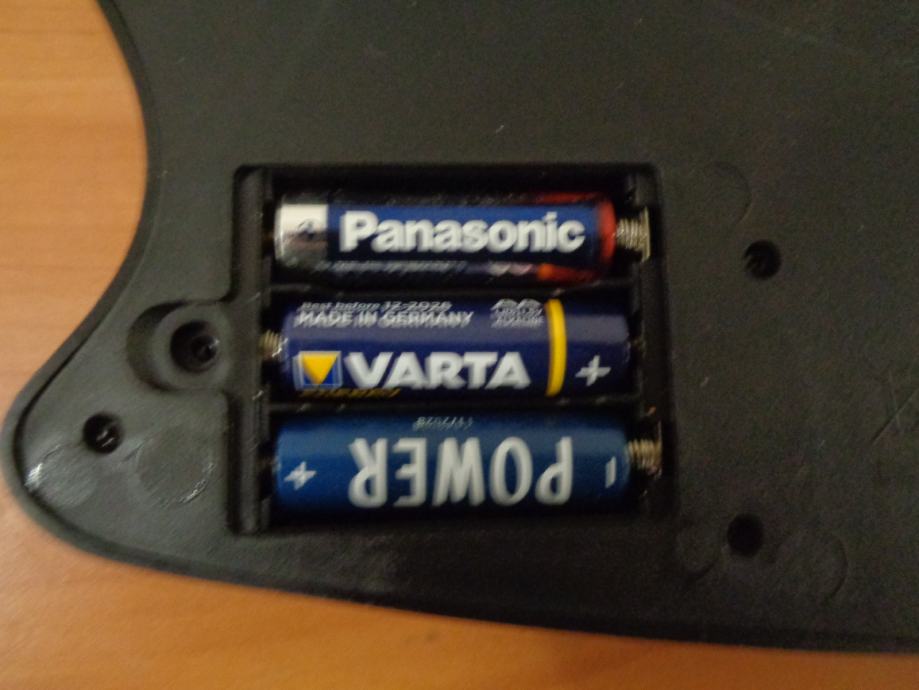 Panasonic
Best before 12-2026
MADE IN GERMANY
VARTA
+
+ POWER -